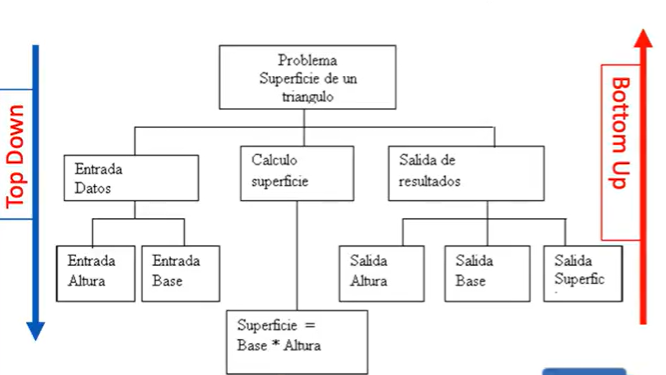 Problema
Superficie de un
triangulo
Top Down
Bottom Up
Entrada
Datos
Calculo
superficie
Salida de
resultados
Entrada
Altura
Entrada
Base
Salida
Altura
Salida
Base
Salida
Superfic
Superficie =
Base * Altura